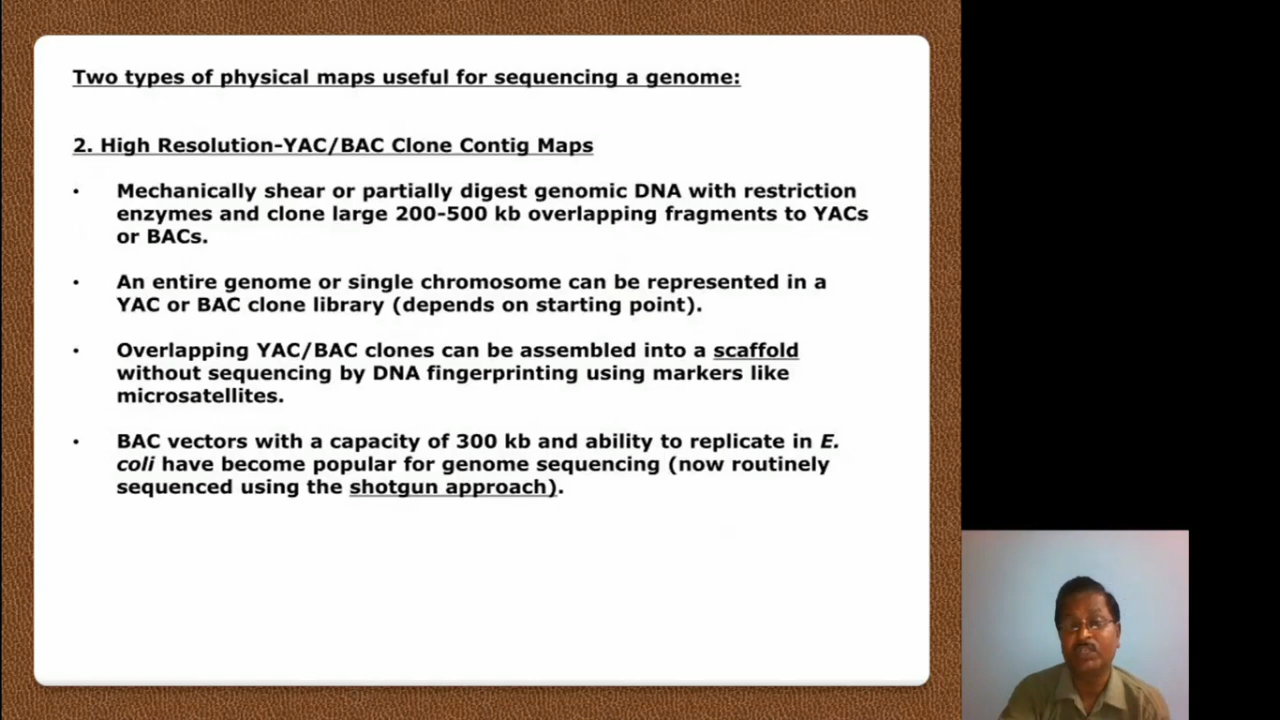 Two types of physical maps useful for sequencing a genome:
2. High Resolution-YAC/BAC Clone Contig Maps
• Mechanically shear or partially digest genomic DNA with restriction
enzymes and clone large 200-500 kb overlapping fragments to YACs
or BACs.
• An entire genome or single chromosome can be represented in a
YAC or BAC clone library (depends on starting point).
• Overlapping YAC/BAC clones can be assembled into a scaffold
without sequencing by DNA fingerprinting using markers like
microsatellites.
• BAC vectors with a capacity of 300 kb and ability to replicate in E.
coli have become popular for genome sequencing (now routinely
sequenced using the shotgun approach).